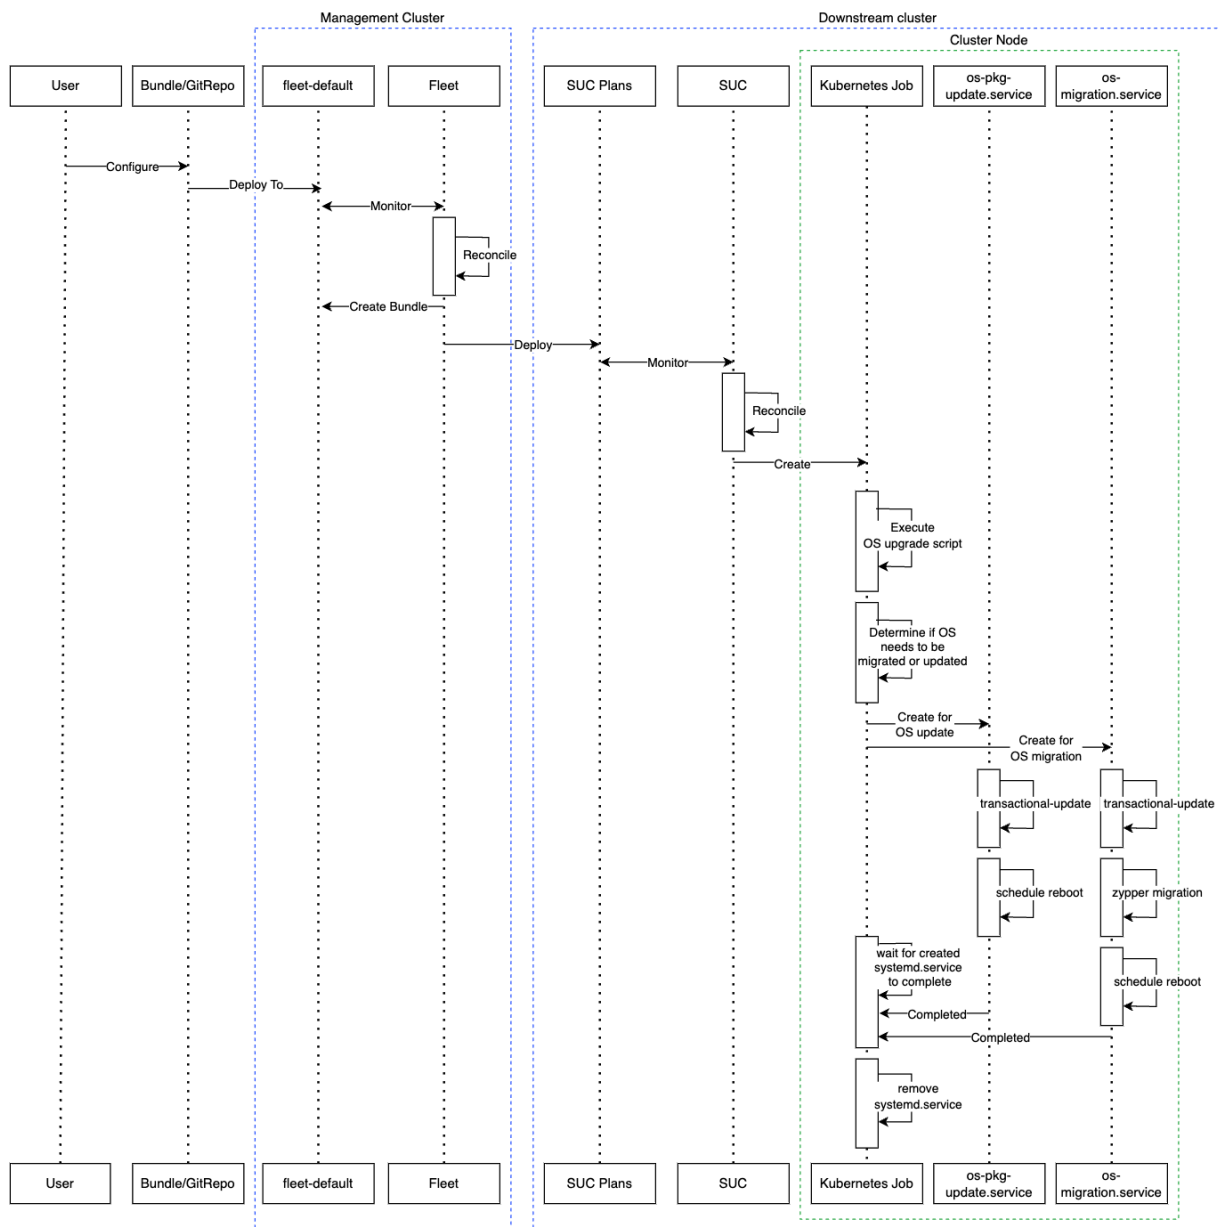 Management Cluster
Downstream cluster
Cluster Node
User
Bundle/GitRepo
fleet-default
Fleet
SUC Plans
SUC
Kubernetes Job
os-pkg-
update.service
os-
migration.service
Configure
Deploy To
Monitor
Reconcile
Create Bundle
Deploy
Monitor
Reconcile
Create
Execute
OS upgrade script
Determine if OS
needs to be
migrated or updated
Create for
OS update
Create for
OS migration
transactional-update
transactional-update
schedule reboot
zypper migration
wait for created
systemd.service
to complete
schedule reboot
Completed
Completed
remove
systemd.service
User
Bundle/GitRepo
fleet-default
Fleet
SUC Plans
SUC
Kubernetes Job
os-pkg-
update.service
os-
migration.service